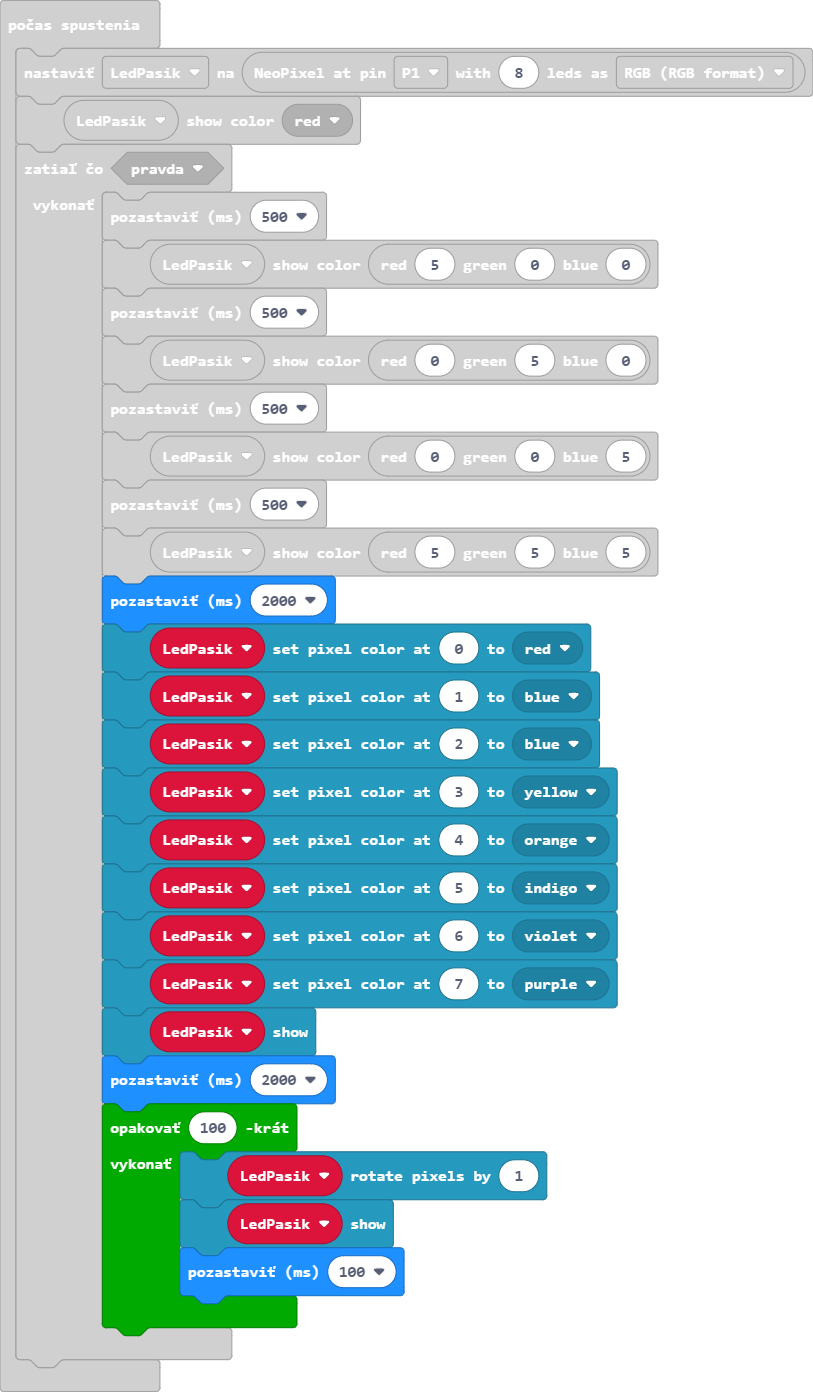 počas spustenia
nastaviť LedPasik na NeoPixel at pin P1 with 8 leds as RGB (RGB format)
LedPasik show color red
zatiaľ čo pravda
vykonať
pozastaviť (ms) 500
LedPasik show color red 5 green 0 blue 0
pozastaviť (ms) 500
LedPasik show color red 0 green 5 blue 0
pozastaviť (ms) 500
LedPasik show color red 0 green 0 blue 5
pozastaviť (ms) 500
LedPasik show color red 5 green 5 blue 5
pozastaviť (ms) 2000
LedPasik set pixel color at 0 to red
LedPasik set pixel color at 1 to blue
LedPasik set pixel color at 2 to blue
LedPasik set pixel color at 3 to yellow
LedPasik set pixel color at 4 to orange
LedPasik set pixel color at 5 to indigo
LedPasik set pixel color at 6 to violet
LedPasik set pixel color at 7 to purple
LedPasik show
pozastaviť (ms) 2000
opakovať 100 -krát
vykonať
LedPasik rotate pixels by 1
LedPasik show
pozastaviť (ms) 100